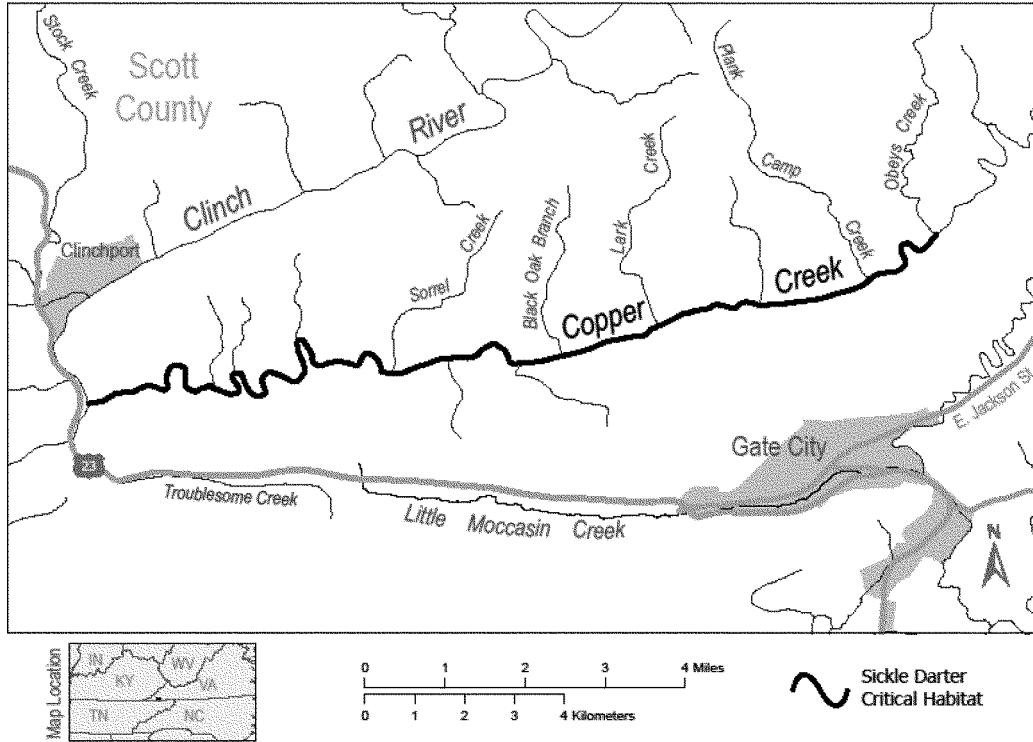 Stock Creek
Scott
County
Clinch River
Clinchport
Plank Camp Creek
Obeys Creek
Sorrel Creek
Black Oak Branch
Lark Creek
Copper Creek
E. Jackson St
Gate City
23
Troublesome Creek
Little Moccasin Creek
N
Map Location
IN
WV
KY
VA
TN
NC
0 1 2 3 4 Miles
0 1 2 3 4 Kilometers
Sickle Darter
Critical Habitat